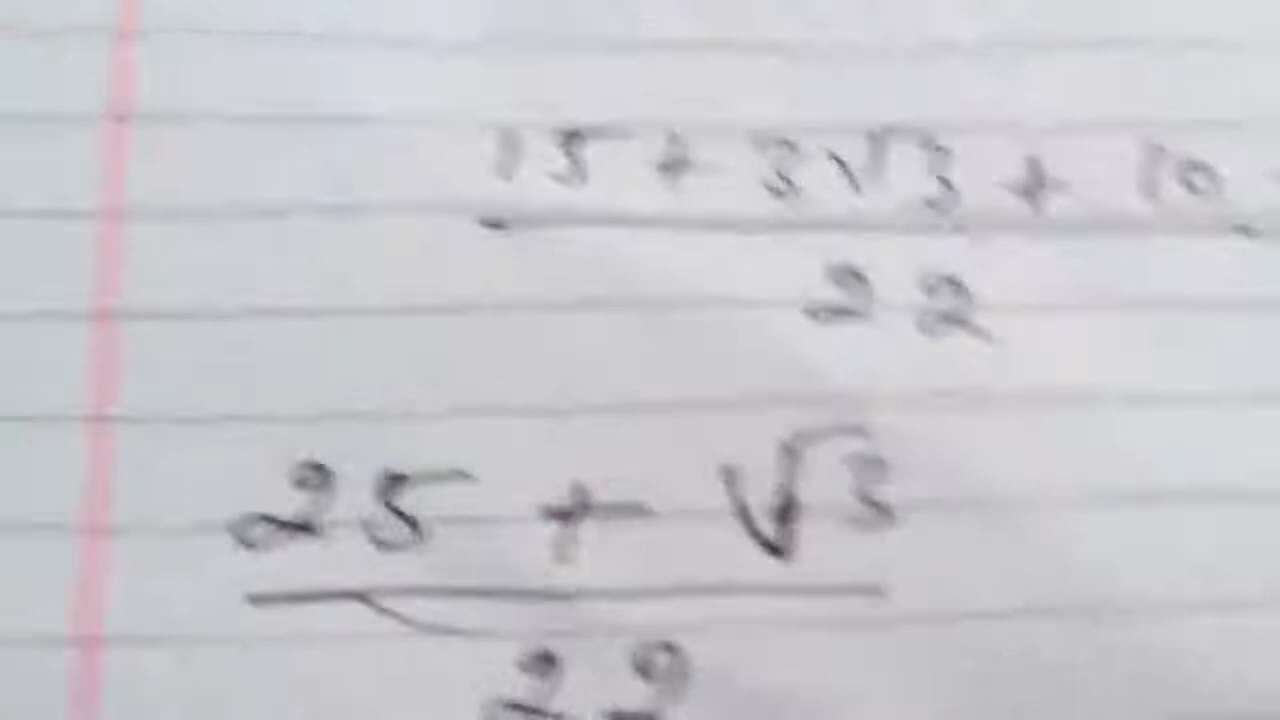 15 + 3√3 + 10
22
25 + √3
22